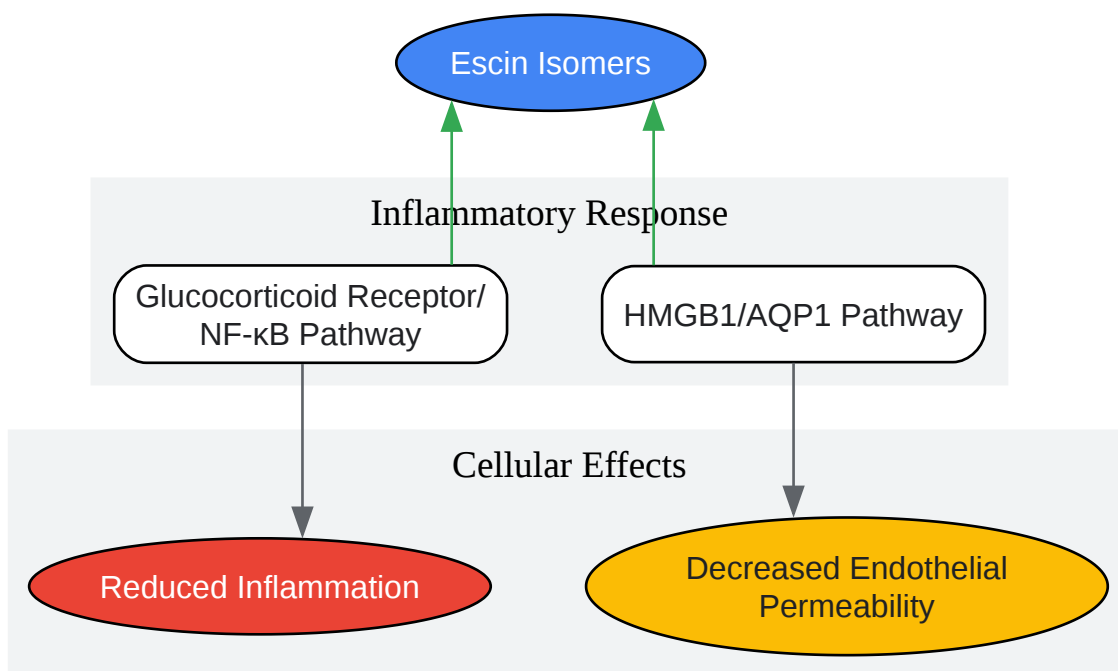 Escin Isomers
Inflammatory Response
Glucocorticoid Receptor/
NF-κB Pathway
HMGB1/AQP1 Pathway
Cellular Effects
Reduced Inflammation
Decreased Endothelial
Permeability